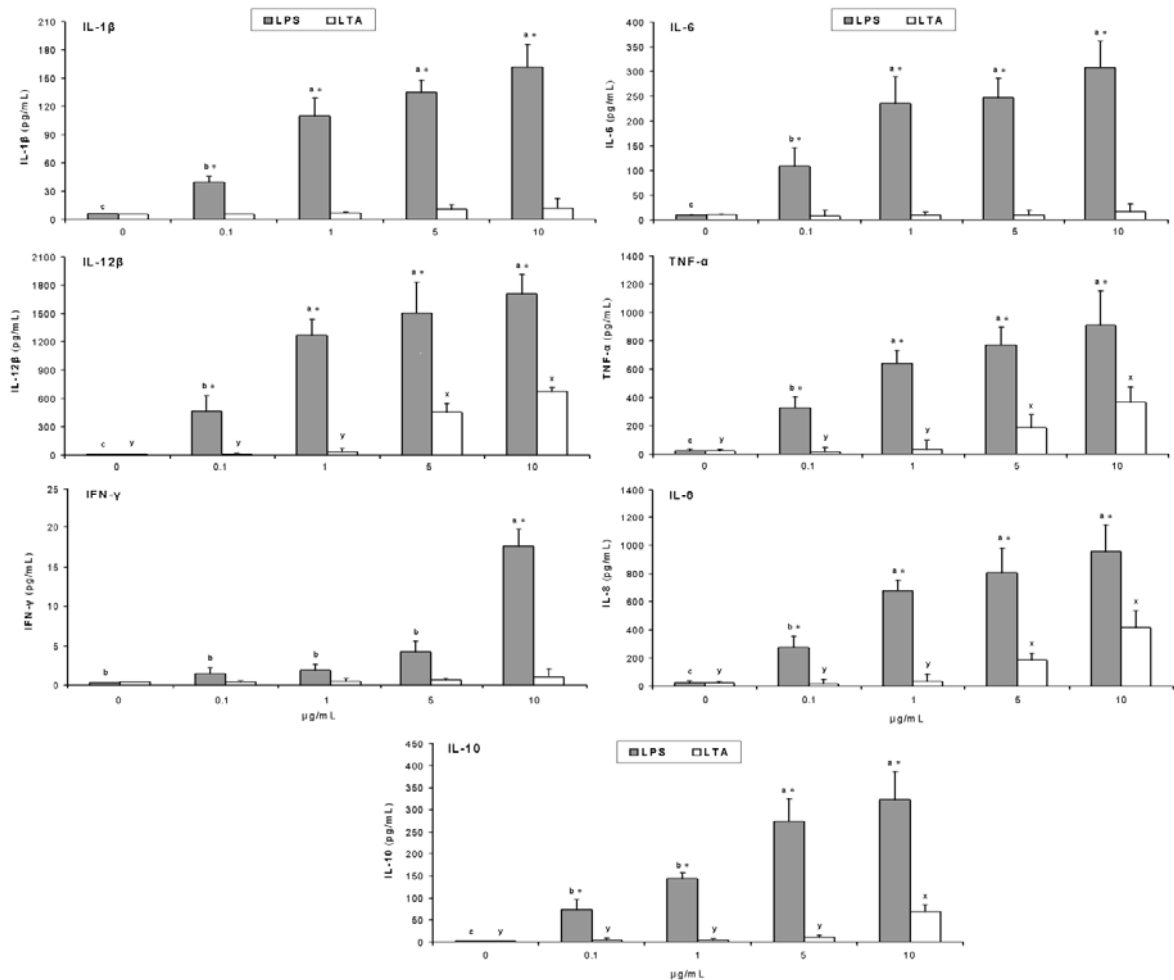 IL-1β
LPS LTA
IL-1β (pg/mL)
210
180
150
120
90
60
30
0
c
b *
a *
a *
a *
0 0.1 1 5 10
LPS LTA
IL-6
IL-6 (pg/mL)
400
350
300
250
200
150
100
50
0
c
b *
a *
a *
a *
0 0.1 1 5 10
IL-12β
IL-12β (pg/mL)
2100
1800
1500
1200
900
600
300
0
c y
b * y
a * y
a * x
a * x
0 0.1 1 5 10
TNF-α
TNF-α (pg/mL)
1400
1200
1000
800
600
400
200
0
c y
b * y
a * y
a * x
a * x
0 0.1 1 5 10
IFN-γ
IFN-γ (pg/mL)
25
20
15
10
5
0
b
b
b
b
a *
0 0.1 1 5 10
µg/mL
IL-8
IL-8 (pg/mL)
1400
1200
1000
800
600
400
200
0
c y
b * y
a * y
a * x
a * x
0 0.1 1 5 10
µg/mL
IL-10
LPS LTA
IL-10 (pg/mL)
450
400
350
300
250
200
150
100
50
0
c y
b * y
b * y
a * y
a * x
0 0.1 1 5 10
µg/mL